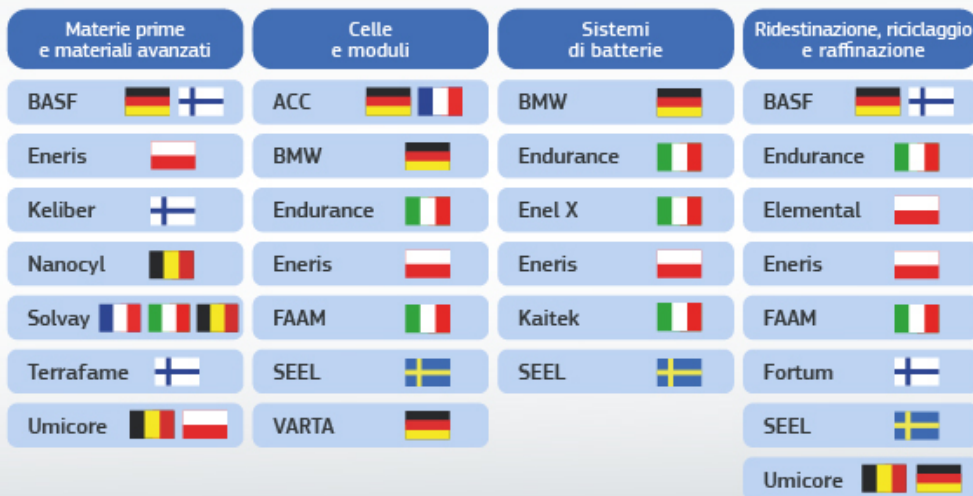 Materie prime
e materiali avanzati
BASF
Eneris
Keliber
Nanocyl
Solvay
Terrafame
Umicore
Celle
e moduli
ACC
BMW
Endurance
Eneris
FAAM
SEEL
VARTA
Sistemi
di batterie
BMW
Endurance
Enel X
Eneris
Kaitek
SEEL
Ridestinazione, riciclaggio
e raffinazione
BASF
Endurance
Elemental
Eneris
FAAM
Fortum
SEEL
Umicore